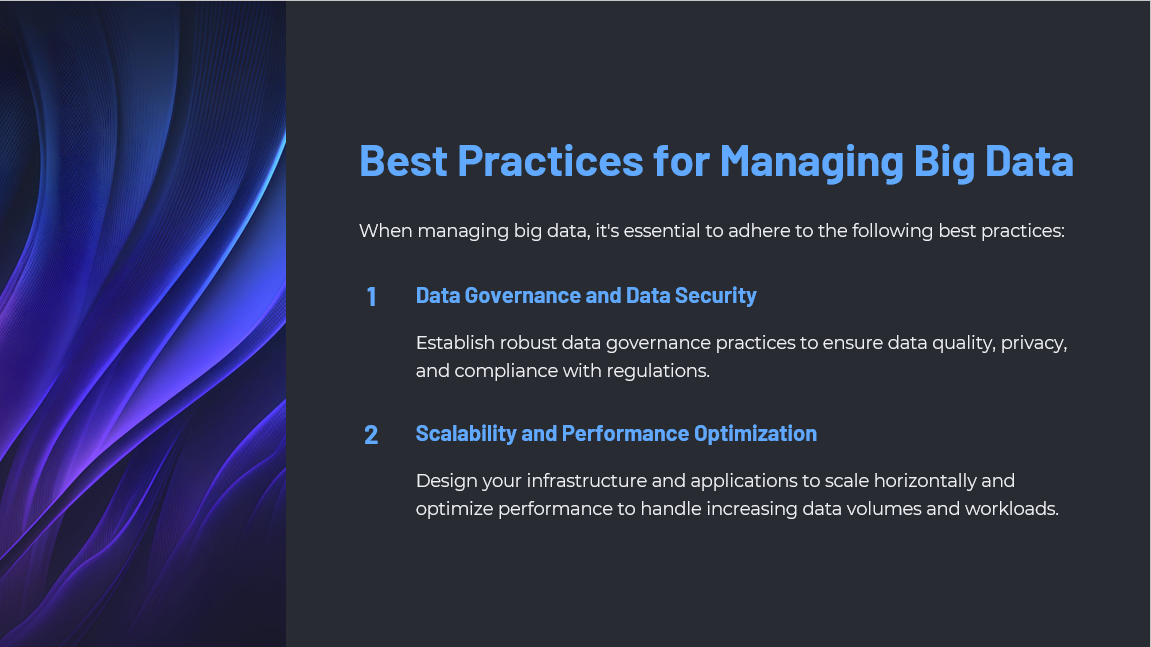 Best Practices for Managing Big Data
When managing big data, it's essential to adhere to the following best practices:
1 Data Governance and Data Security
Establish robust data governance practices to ensure data quality, privacy,
and compliance with regulations.
2 Scalability and Performance Optimization
Design your infrastructure and applications to scale horizontally and
optimize performance to handle increasing data volumes and workloads.